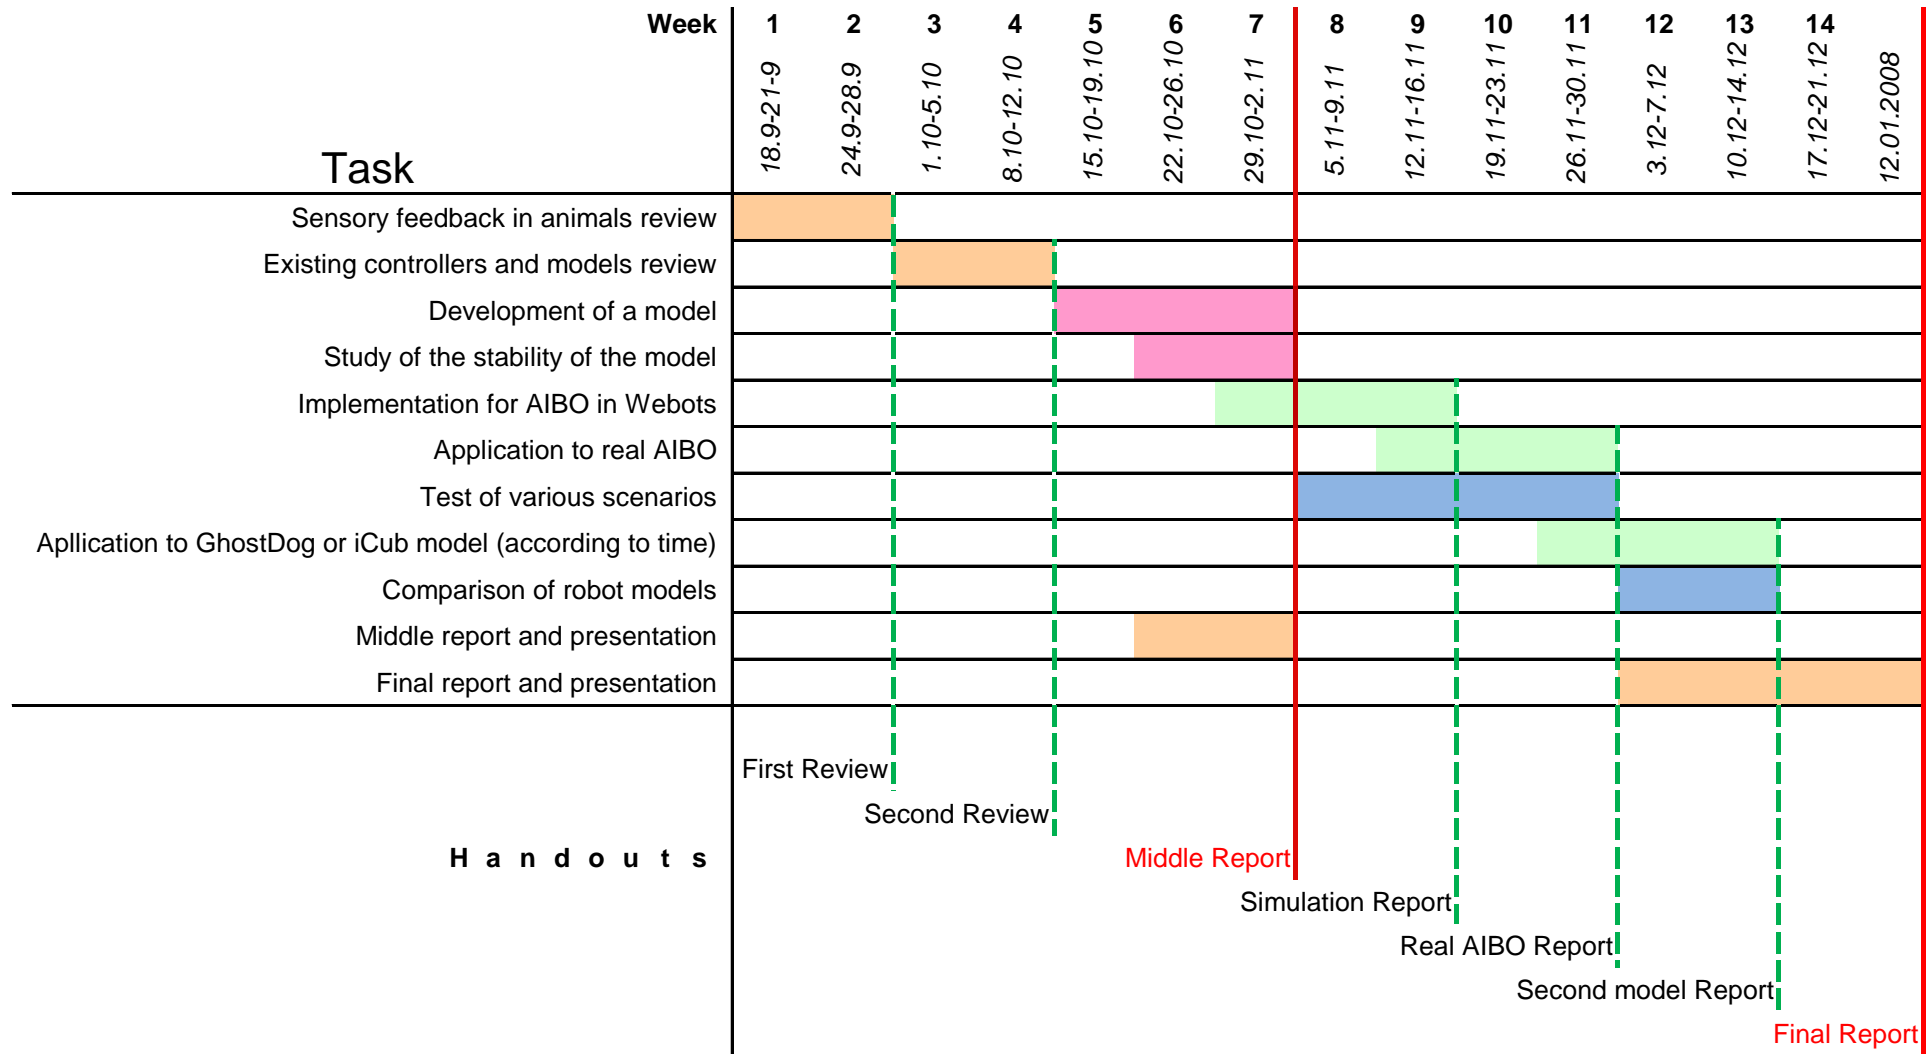 Week 1 2 3 4 5 6 7 8 9 10 11 12 13 14
18.9-21-9 24.9-28.9 1.10-5.10 8.10-12.10 15.10-19.10 22.10-26.10 29.10-2.11 5.11-9.11 12.11-16.11 19.11-23.11 26.11-30.11 3.12-7.12 10.12-14.12 17.12-21.12 12.01.2008
Task
Sensory feedback in animals review
Existing controllers and models review
Development of a model
Study of the stability of the model
Implementation for AIBO in Webots
Application to real AIBO
Test of various scenarios
Apllication to GhostDog or iCub model (according to time)
Comparison of robot models
Middle report and presentation
Final report and presentation
First Review
Second Review
Handouts Middle Report
Simulation Report
Real AIBO Report
Second model Report
Final Report